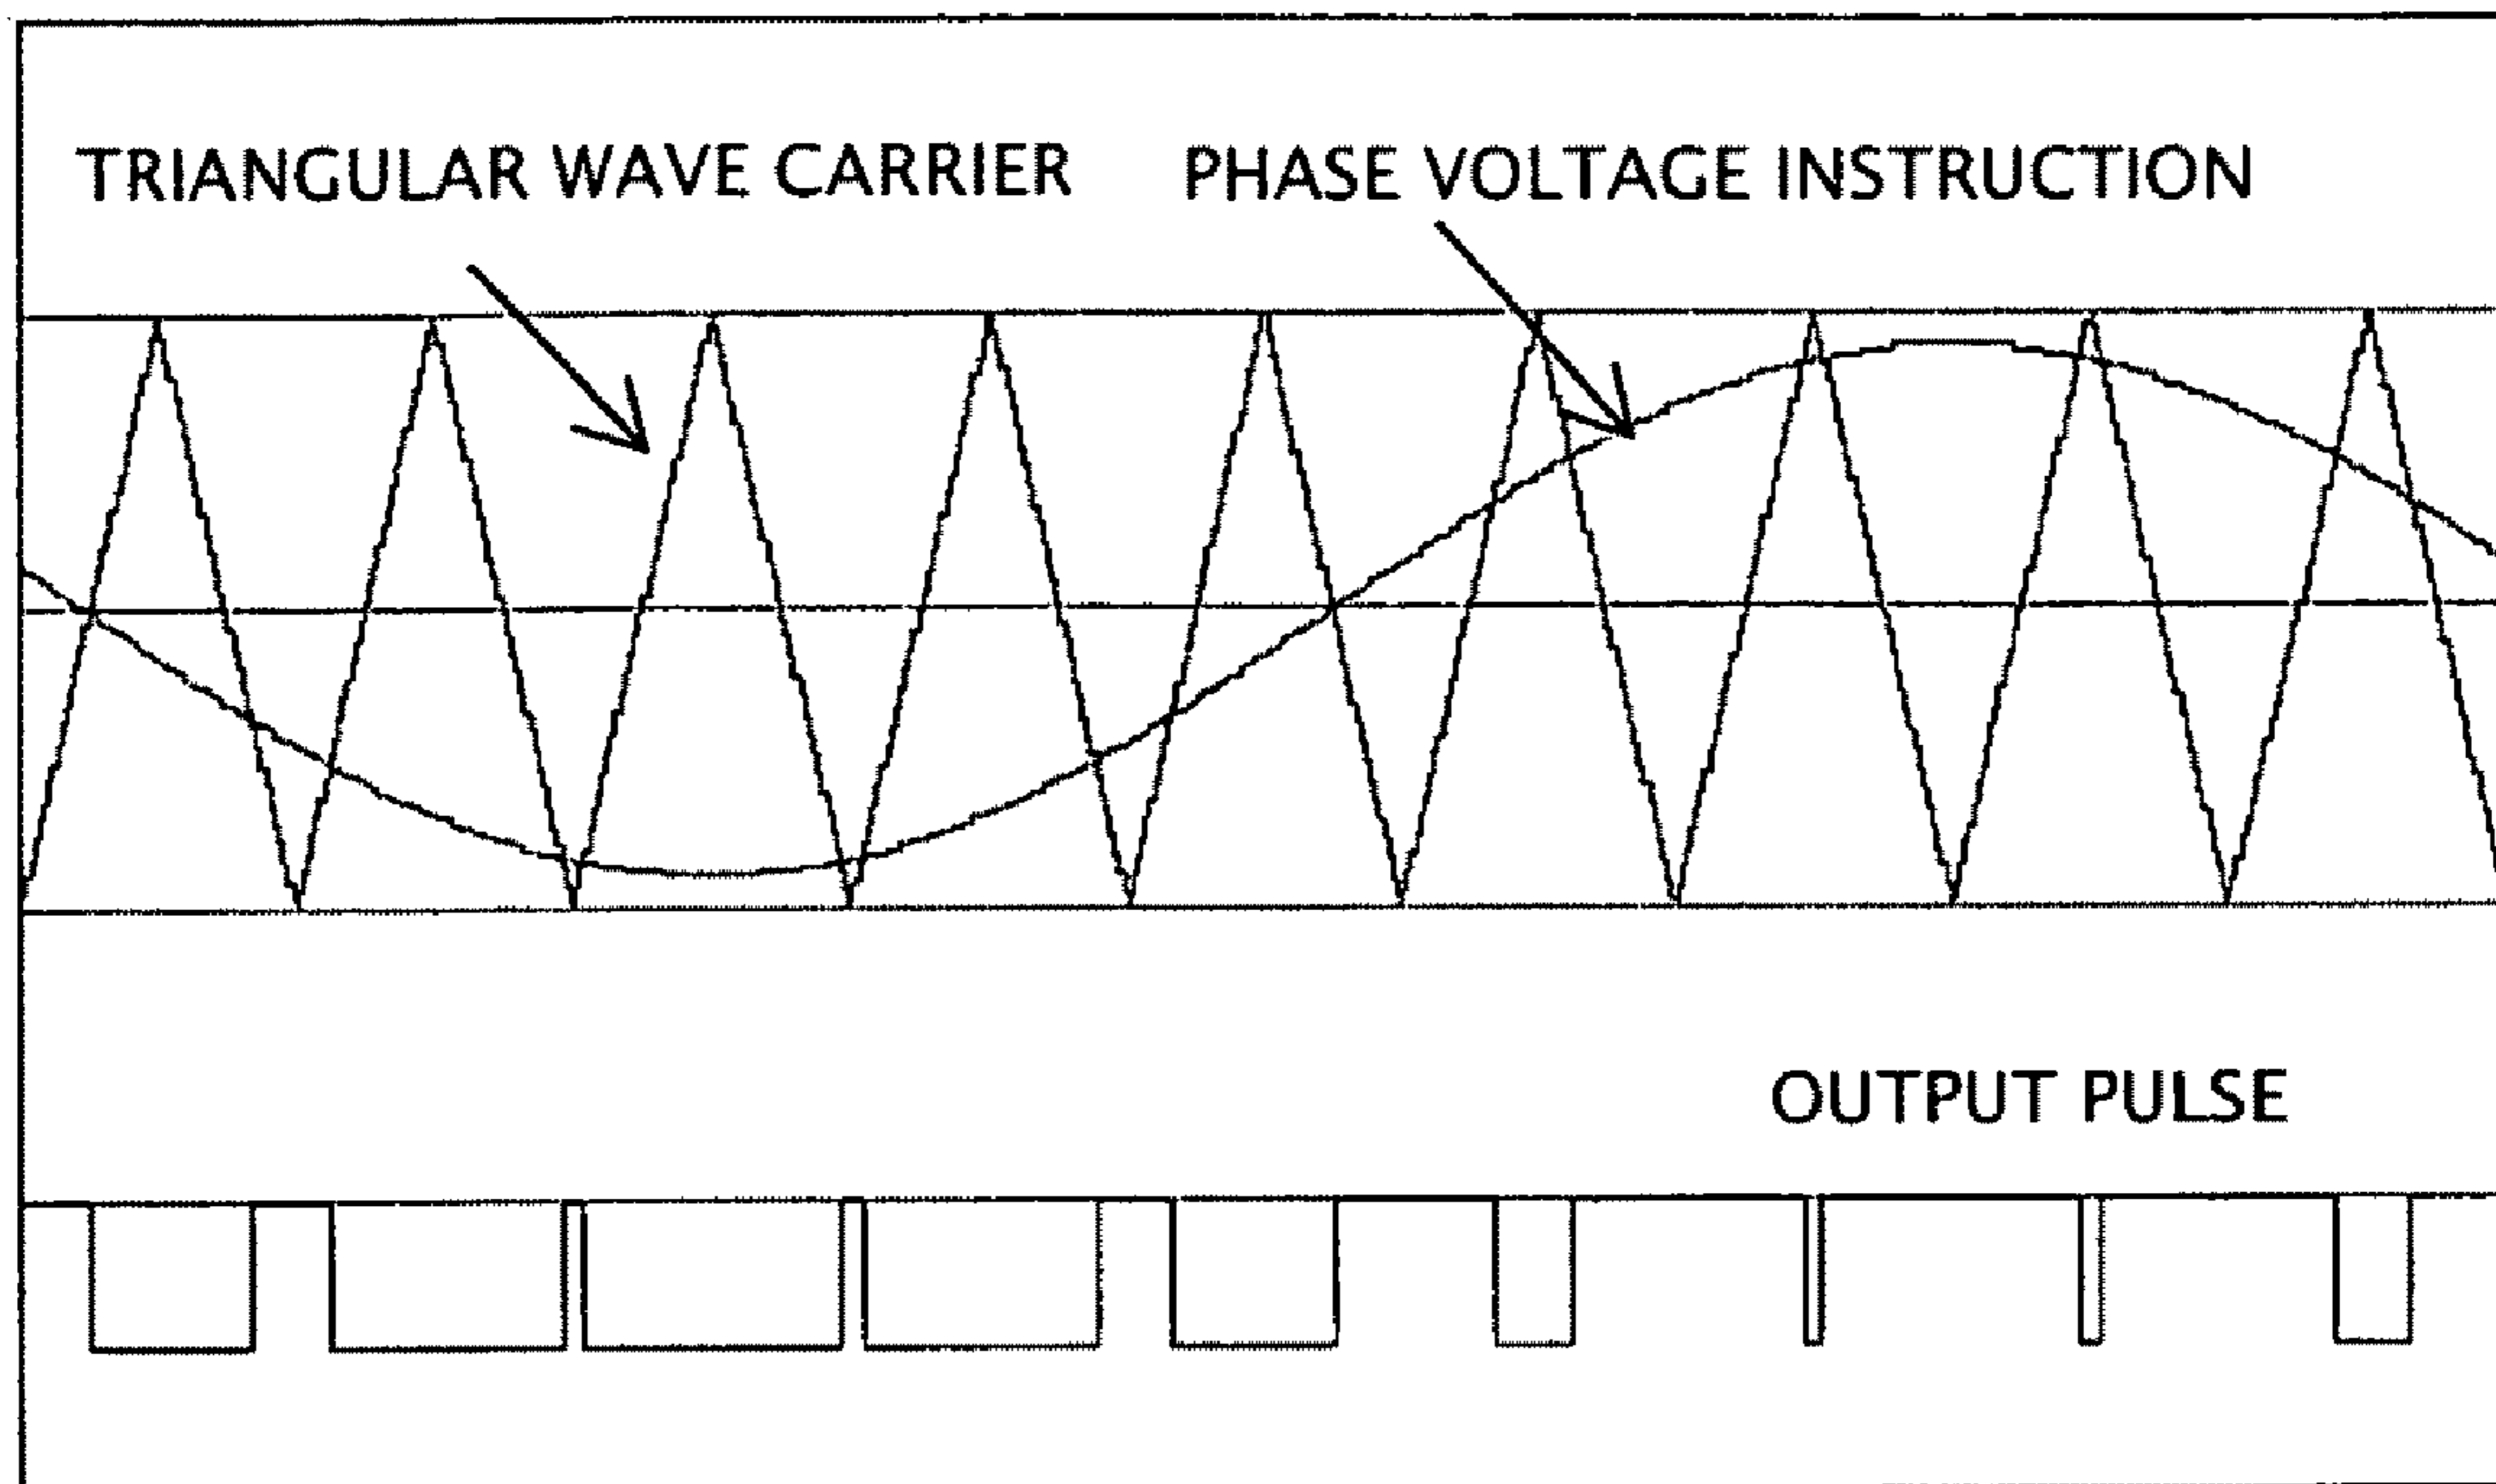 TRIANGULAR WAVE CARRIER
PHASE VOLTAGE INSTRUCTION
OUTPUT PULSE